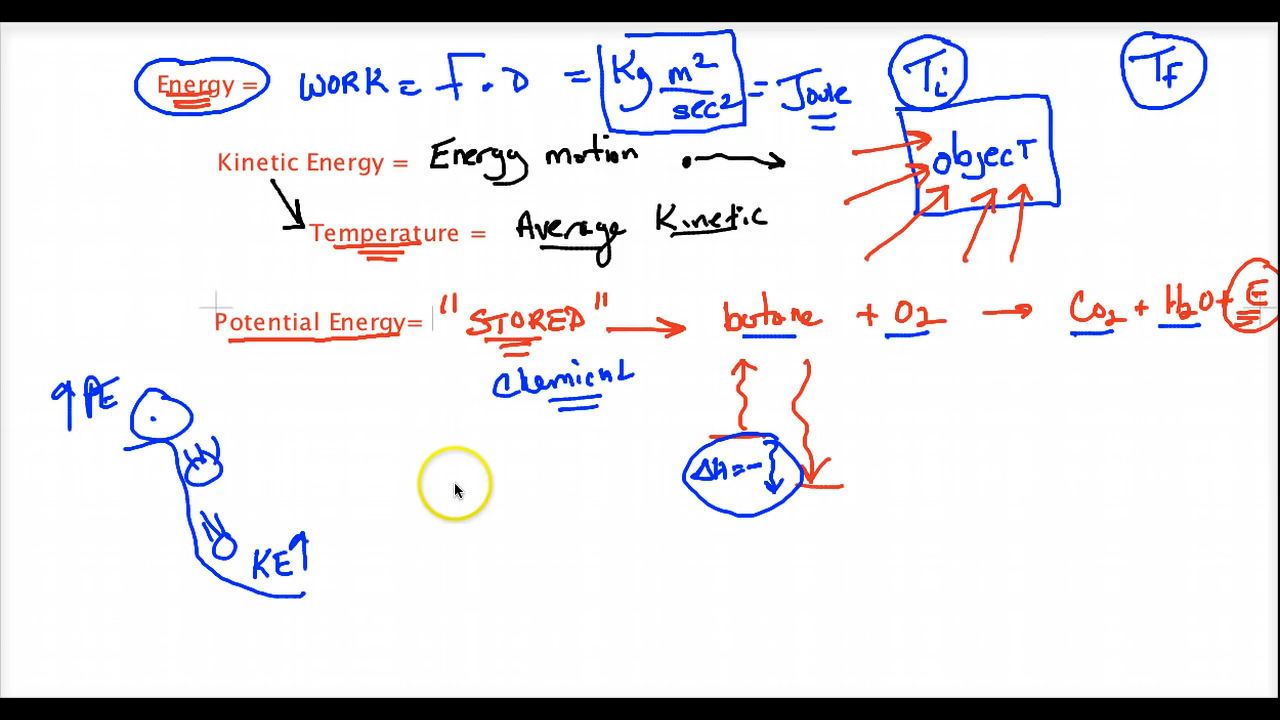 Energy = WORK = F . D = Kg m²/sec² = Joule Ti TF
Kinetic Energy = Energy motion object
Temperature = Average Kinetic
Potential Energy= "STORED" → butane + O₂ → CO₂ + H₂O + E
Chemical
↑PE
Δh = -
KE↑